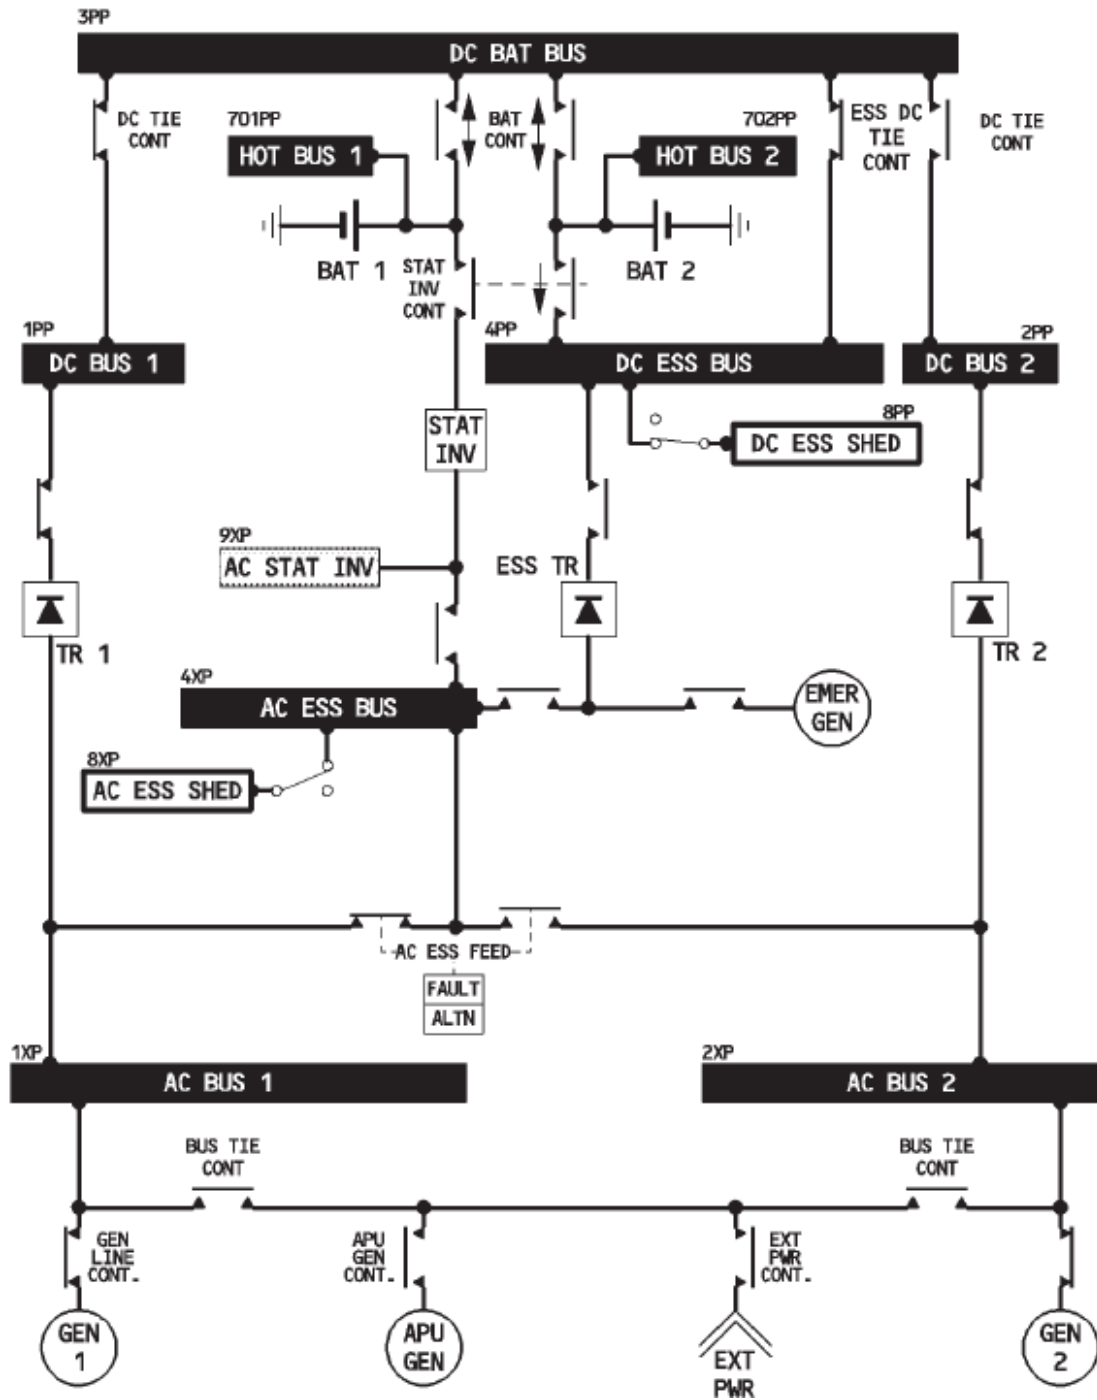 3PP
DC BAT BUS
DC TIE
CONT
701PP
HOT BUS 1
BAT
CONT
702PP
HOT BUS 2
ESS DC
TIE
CONT
DC TIE
CONT
BAT 1
STAT
INV
CONT
BAT 2
1PP
DC BUS 1
4PP
DC ESS BUS
2PP
DC BUS 2
STAT
INV
8PP
DC ESS SHED
9XP
AC STAT INV
ESS TR
TR 1
TR 2
4XP
AC ESS BUS
EMER
GEN
8XP
AC ESS SHED
AC ESS FEED
FAULT
ALTN
1XP
AC BUS 1
2XP
AC BUS 2
BUS TIE
CONT
BUS TIE
CONT
GEN
LINE
CONT.
APU
GEN
CONT.
EXT
PWR
CONT.
GEN
1
APU
GEN
EXT
PWR
GEN
2